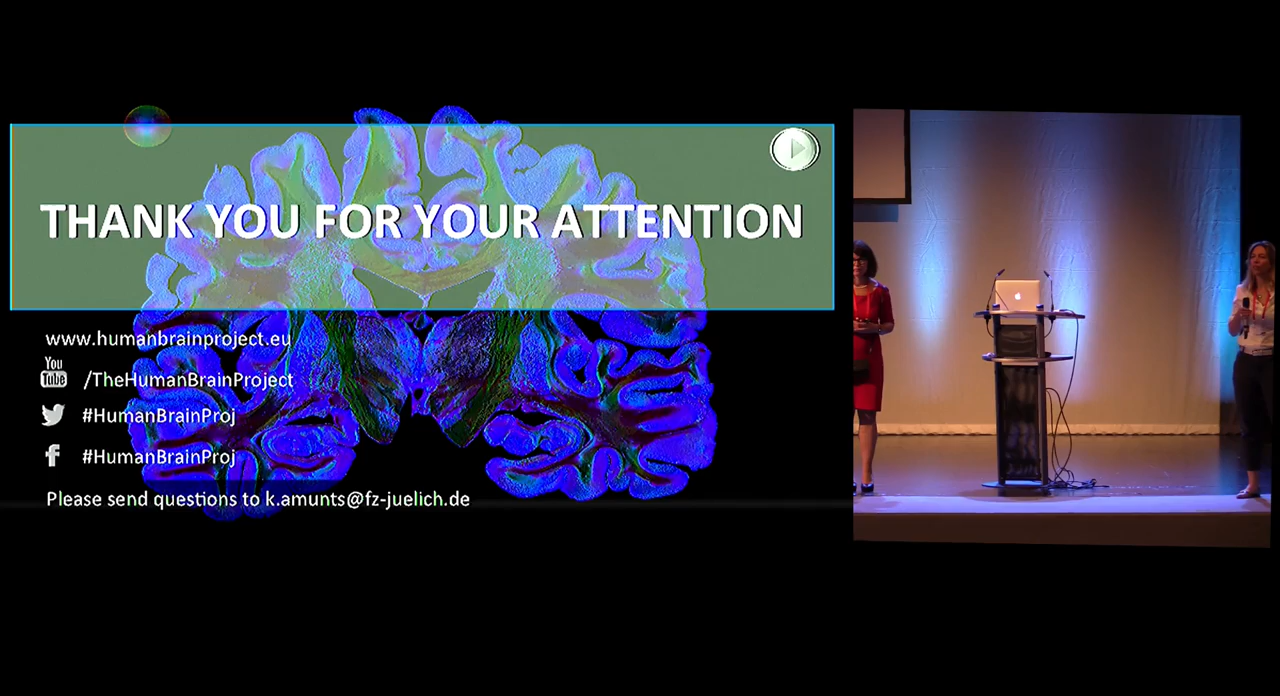 THANK YOU FOR YOUR ATTENTION
www.humanbrainproject.eu
You Tube /TheHumanBrainProject
#HumanBrainProj
f #HumanBrainProj
Please send questions to k.amunts@fz-juelich.de